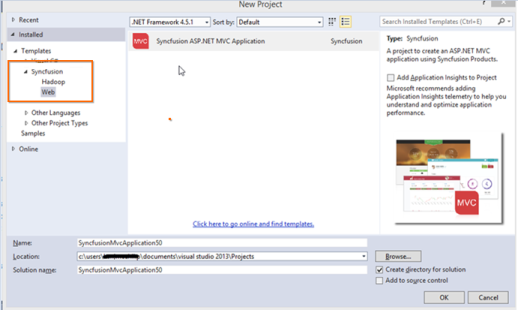 New Project
? x
Recent
.NET Framework 4.5.1
Sort by: Default
Search Installed Templates (Ctrl+E)
Installed
Templates
Syncfusion
Hadoop
Web
Other Languages
Other Project Types
Samples
Online
MVC
Syncfusion ASP.NET MVC Application
Syncfusion
Click here to go online and find templates.
Type: Syncfusion
A project to create an ASP.NET MVC
application using Syncfusion Products.
Add Application Insights to Project
Microsoft recommends adding
Application Insights telemetry to help you
understand and optimize application
performance.
MVC
Name:
SyncfusionMvcApplication50
Location:
c:\users\
\documents\visual studio 2013\Projects
Browse...
Solution name:
SyncfusionMvcApplication50
Create directory for solution
Add to source control
OK
Cancel